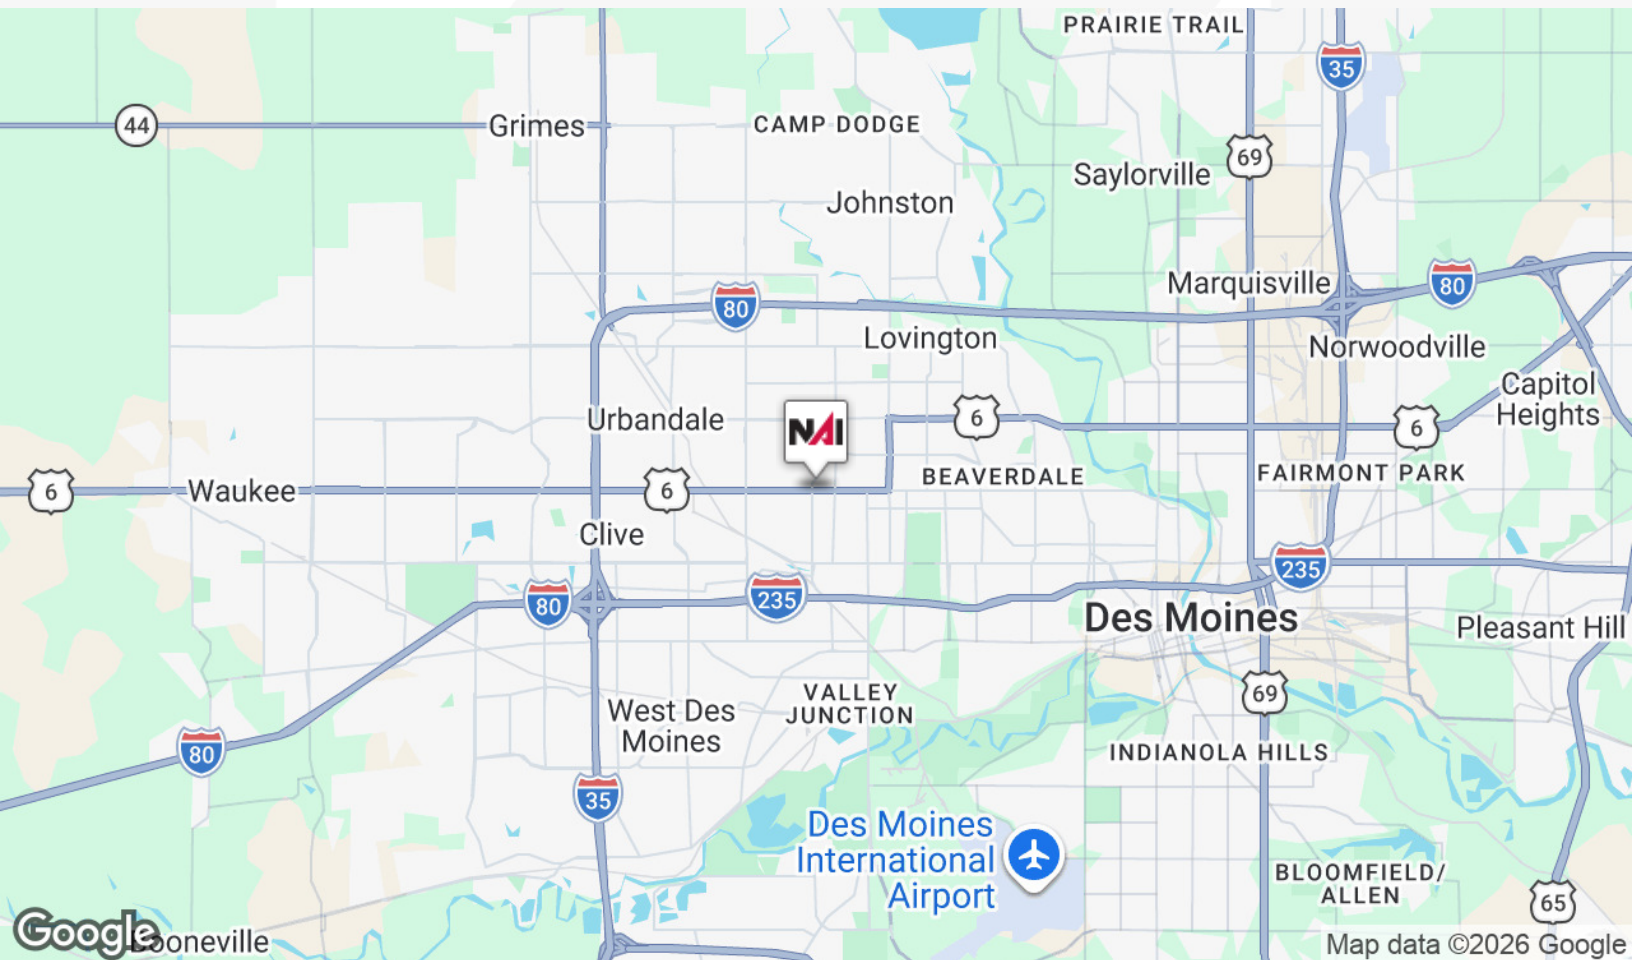 PRAIRIE TRAIL
35
44
Grimes
CAMP DODGE
69
Saylorville
Johnston
Marquisville
80
80
Lovington
Norwoodville
Capitol
Heights
Urbandale
NAI
6
6
BEAVERDALE
FAIRMONT PARK
6
Waukee
6
Clive
235
80
235
Des Moines
Pleasant Hill
69
VALLEY
JUNCTION
West Des
Moines
80
INDIANOLA HILLS
35
Des Moines
International
Airport
BLOOMFIELD/
ALLEN
65
Google
Booneville
Map data ©2026 Google